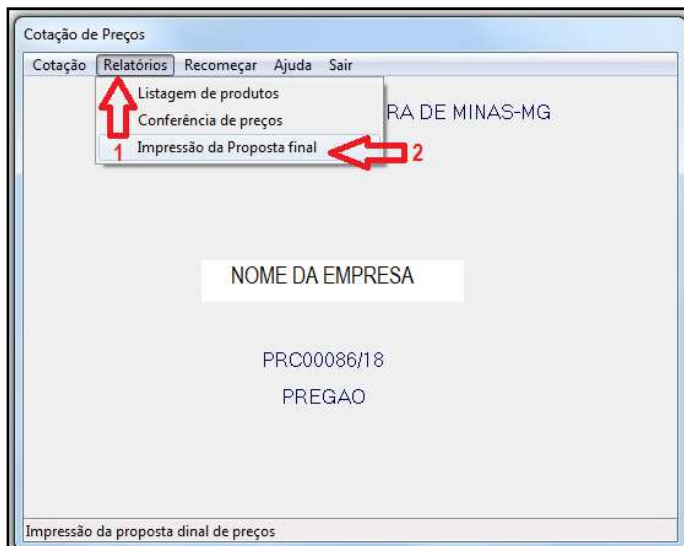 Cotação de Preços
Cotação Relatórios Recomeçar Ajuda Sair
Listagem de produtos
RA DE MINAS-MG
Conferência de preços
1 Impressão da Proposta final 2
NOME DA EMPRESA
PRC00086/18
PREGAO
Impressão da proposta dinal de preços